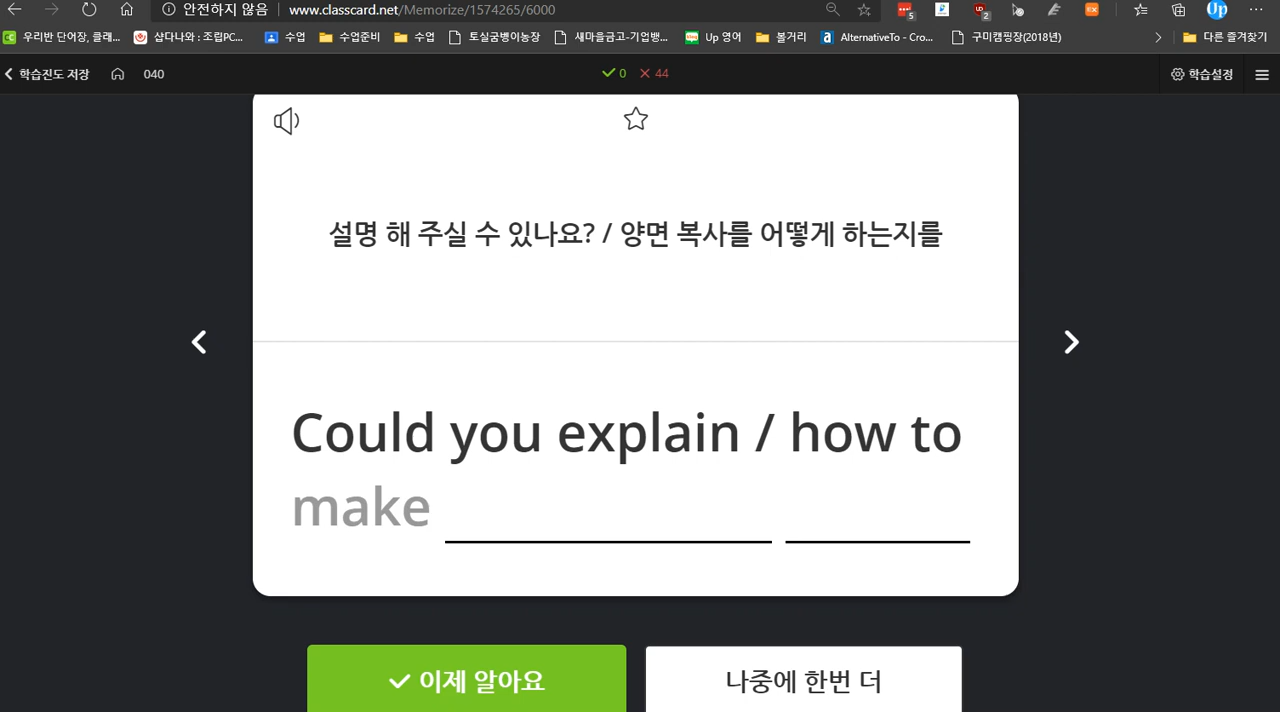 안전하지 않음 | www.classcard.net/Memorize/1574265/6000
5
2
Ex
Up
우리반 단어장, 클래...
샵다나와 : 조립PC...
수업
수업준비
수업
토실굼벵이농장
새마을금고-기업뱅...
Up 영어
볼거리
AlternativeTo - Cro...
구미캠핑장(2018년)
다른 즐겨찾기
학습진도 저장
040
0
44
학습설정
설명 해 주실 수 있나요? / 양면 복사를 어떻게 하는지를
Could you explain / how to
make
이제 알아요
나중에 한번 더